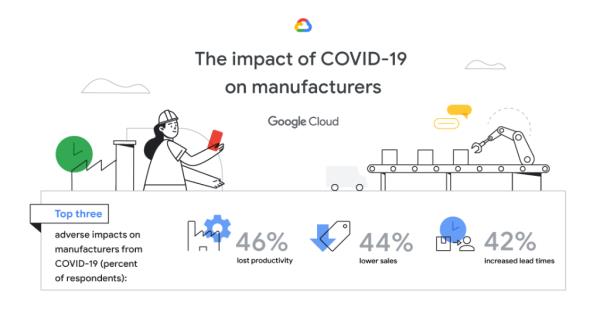 The impact of COVID-19
on manufacturers
Google Cloud
Top three
adverse impacts on
manufacturers from
COVID-19 (percent
of respondents):
46%
lost productivity
44%
lower sales
42%
increased lead times